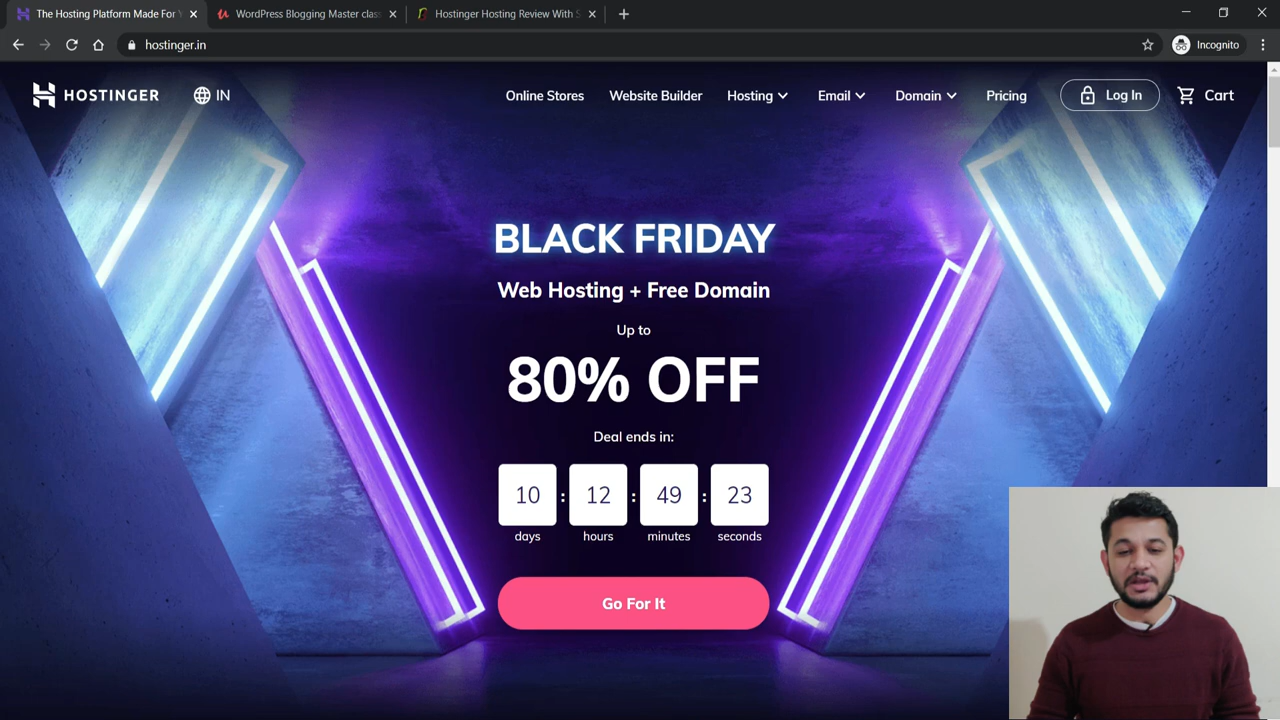 The Hosting Platform Made For
WordPress Blogging Master clas
Hostinger Hosting Review With S
hostinger.in
Incognito
HOSTINGER
IN
Online Stores
Website Builder
Hosting
Email
Domain
Pricing
Log In
Cart
BLACK FRIDAY
Web Hosting + Free Domain
Up to
80% OFF
Deal ends in:
10 : 12 : 49 : 23
days hours minutes seconds
Go For It